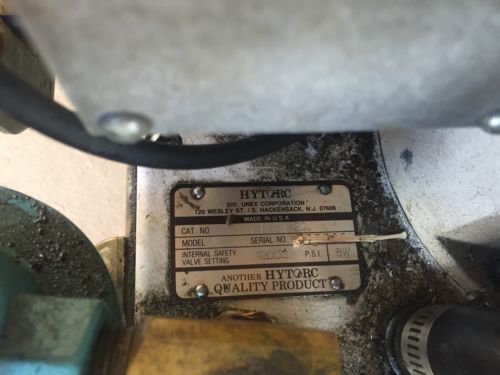 HYTORC
DIV. UNEX CORPORATION
120 WESLEY ST. / S. HACKENSACK, N.J. 07606
MADE IN U.S.A.
CAT. NO
MODEL SERIAL NO
INTERNAL SAFETY
VALVE SETTING P.S.I. BW
ANOTHER HYTORC
QUALITY PRODUCT